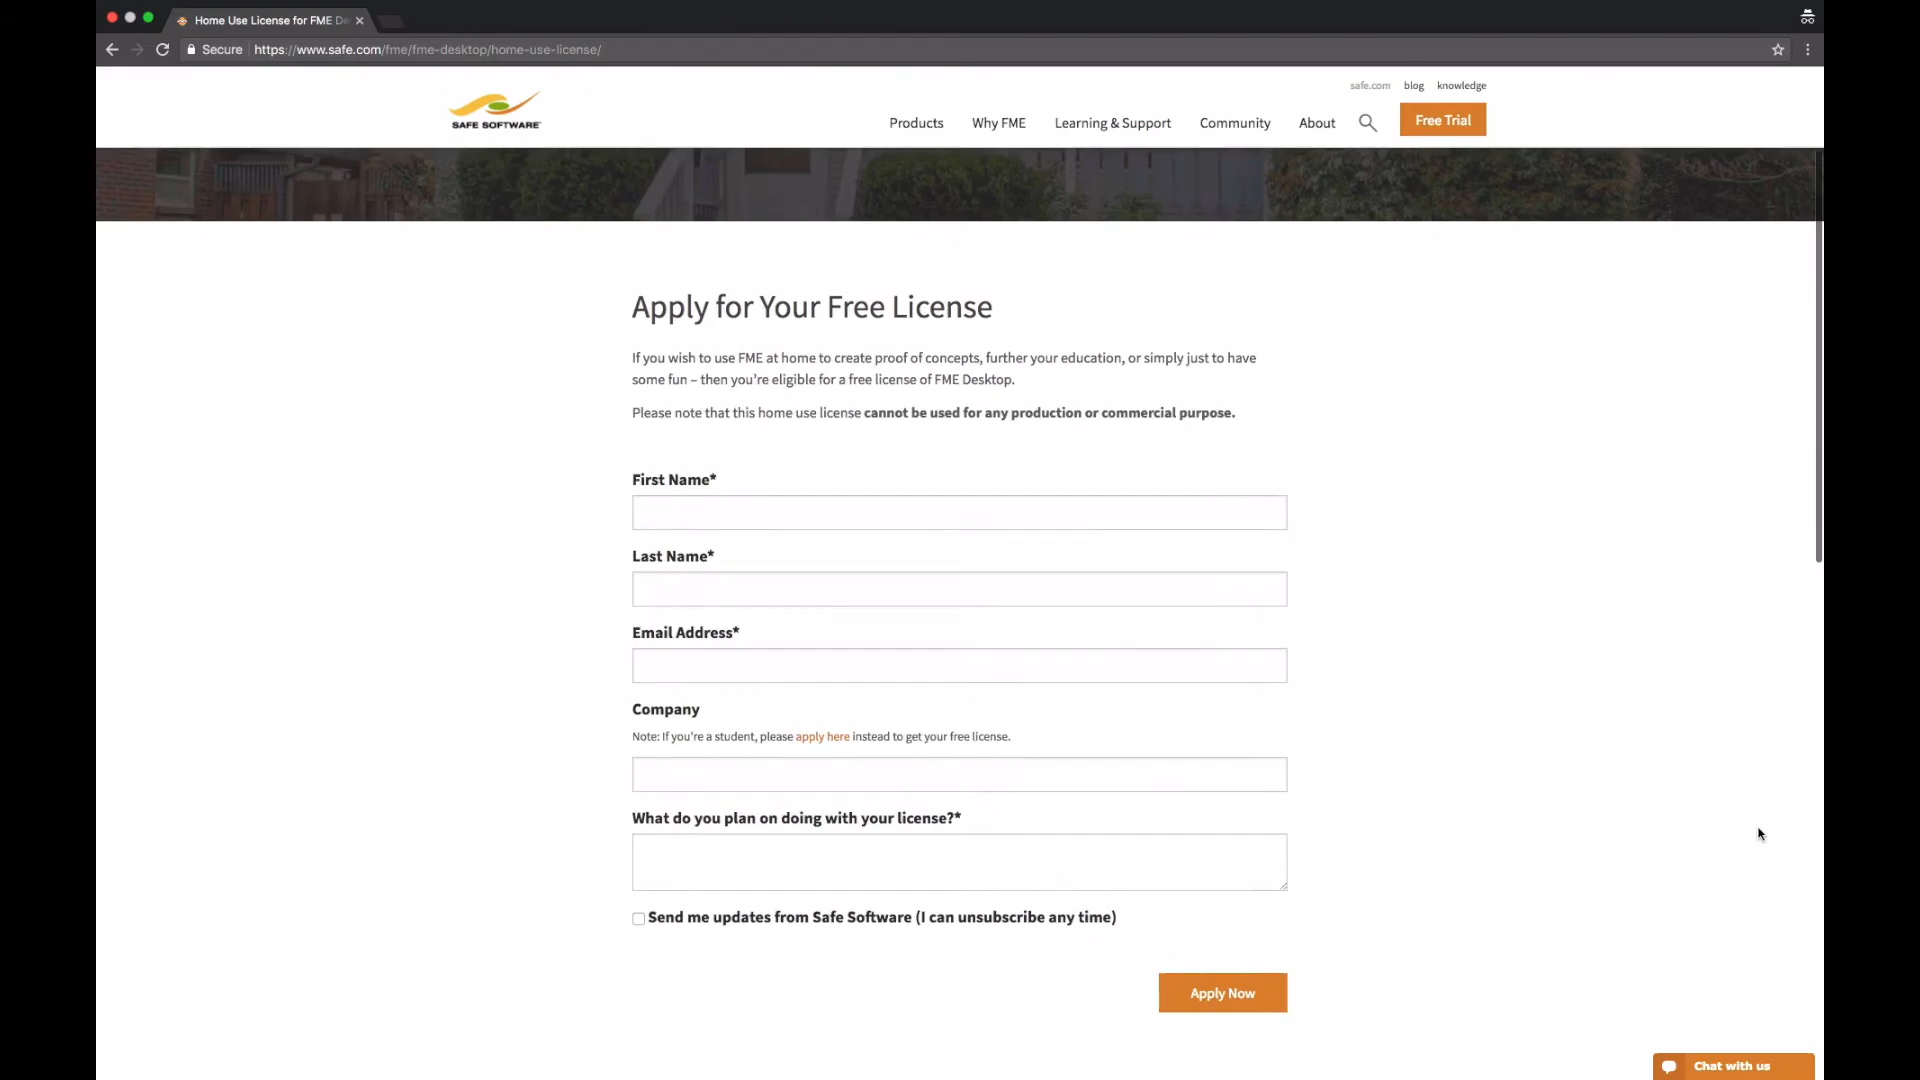 Home Use License for FME De
Secure https://www.safe.com/fme/fme-desktop/home-use-license/
safe.com blog knowledge
SAFE SOFTWARE
Products Why FME Learning & Support Community About Free Trial
Apply for Your Free License
If you wish to use FME at home to create proof of concepts, further your education, or simply just to have
some fun – then you're eligible for a free license of FME Desktop.
Please note that this home use license cannot be used for any production or commercial purpose.
First Name*
Last Name*
Email Address*
Company
Note: If you're a student, please apply here instead to get your free license.
What do you plan on doing with your license?*
Send me updates from Safe Software (I can unsubscribe any time)
Apply Now
Chat with us